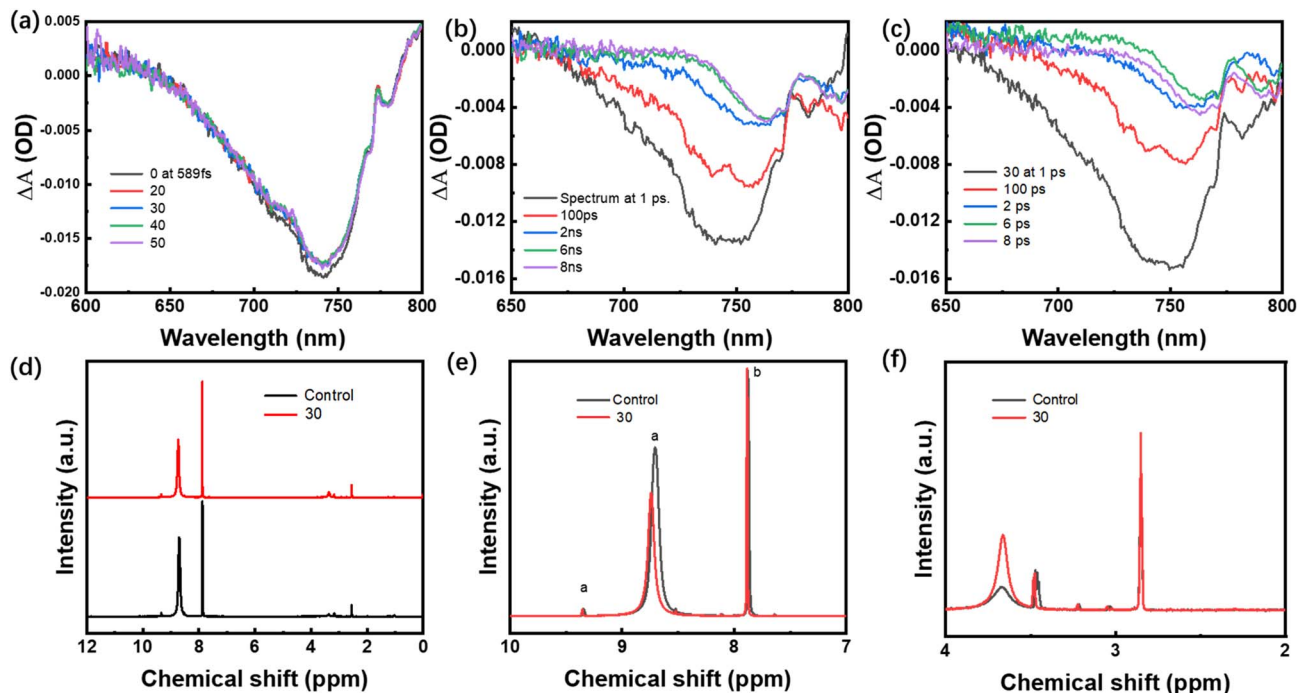 (a)
0.005
0.000
-0.005
-0.010
-0.015
-0.020
ΔA (OD)
0 at 589fs
20
30
40
50
600 650 700 750 800
Wavelength (nm)
(b)
0.000
-0.004
-0.008
-0.012
-0.016
ΔA (OD)
Spectrum at 1 ps.
100ps
2ns
6ns
8ns
650 700 750 800
Wavelength (nm)
(c)
0.000
-0.004
-0.008
-0.012
-0.016
ΔA (OD)
30 at 1 ps
100 ps
2 ps
6 ps
8 ps
650 700 750 800
Wavelength (nm)
(d)
Intensity (a.u.)
Control
30
12 8 4 0
Chemical shift (ppm)
(e)
Intensity (a.u.)
Control
30
a
a
b
10 9 8 7
Chemical shift (ppm)
(f)
Intensity (a.u.)
Control
30
4 3 2
Chemical shift (ppm)